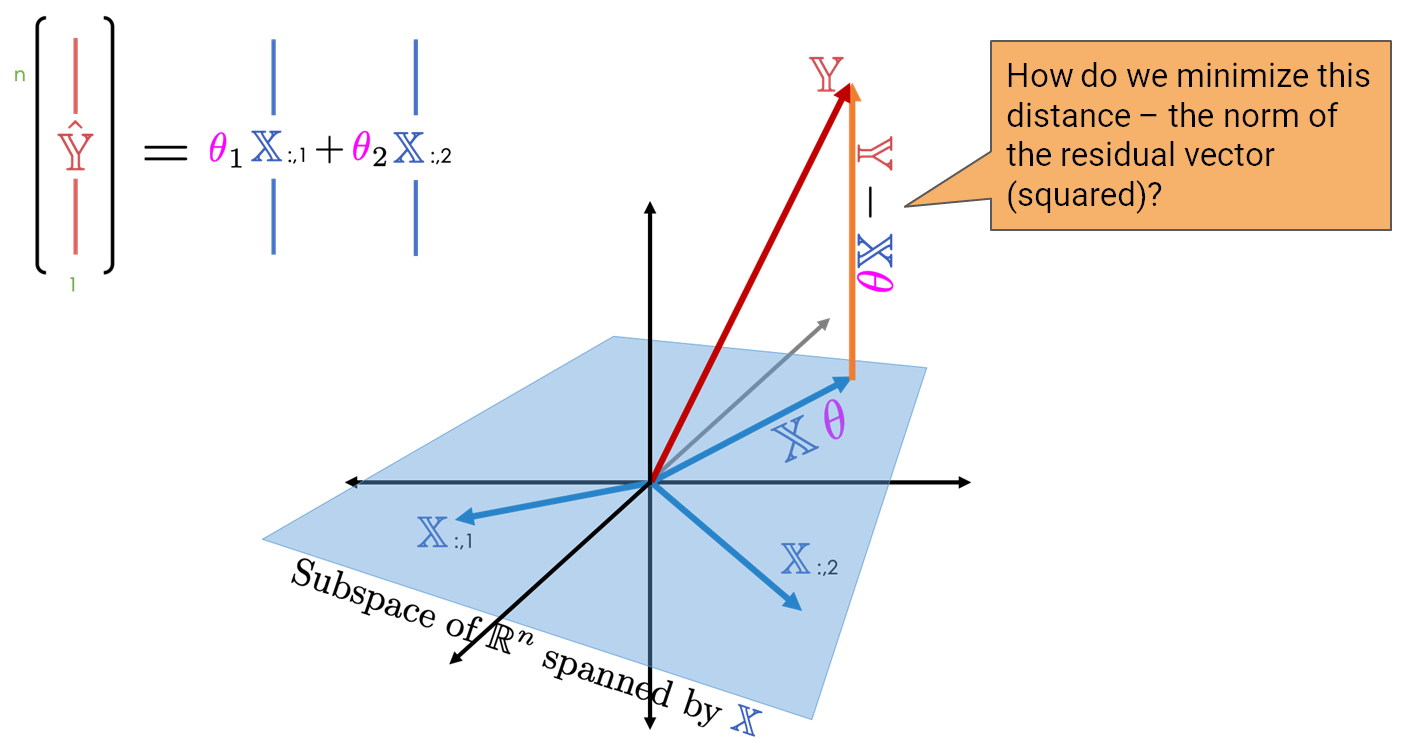 n
Ŷ = θ₁ 𝕏:,1 + θ₂ 𝕏:,2
1
𝕐
How do we minimize this
distance – the norm of
the residual vector
(squared)?
𝕐 − 𝕏θ
𝕏 θ
𝕏:,1
𝕏:,2
Subspace of ℝⁿ spanned by 𝕏